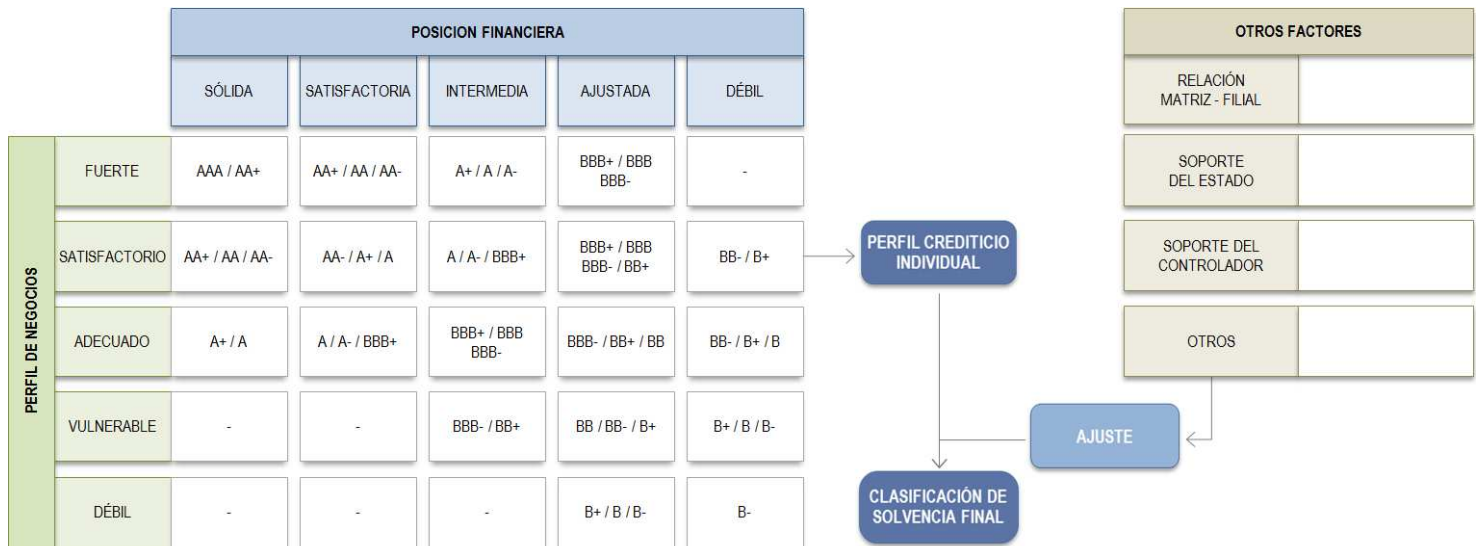 POSICION FINANCIERA
OTROS FACTORES
SÓLIDA
SATISFACTORIA
INTERMEDIA
AJUSTADA
DÉBIL
RELACIÓN
MATRIZ - FILIAL
PERFIL DE NEGOCIOS
FUERTE
AAA / AA+
AA+ / AA / AA-
A+ / A / A-
BBB+ / BBB
BBB-
-
SOPORTE
DEL ESTADO
SATISFACTORIO
AA+ / AA / AA-
AA- / A+ / A
A / A- / BBB+
BBB+ / BBB
BBB- / BB+
BB- / B+
PERFIL CREDITICIO
INDIVIDUAL
SOPORTE DEL
CONTROLADOR
ADECUADO
A+ / A
A / A- / BBB+
BBB+ / BBB
BBB-
BBB- / BB+ / BB
BB- / B+ / B
OTROS
VULNERABLE
-
-
BBB- / BB+
BB / BB- / B+
B+ / B / B-
AJUSTE
DÉBIL
-
-
-
B+ / B / B-
B-
CLASIFICACIÓN DE
SOLVENCIA FINAL